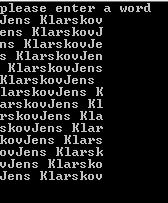 please enter a word
Jens Klarskov
ens KlarskovJ
ns KlarskovJe
s KlarskovJen
 KlarskovJens
KlarskovJens
larskovJens K
arskovJens Kl
rskovJens Kla
skovJens Klar
kovJens Klars
ovJens Klarsk
vJens Klarsko
Jens Klarskov